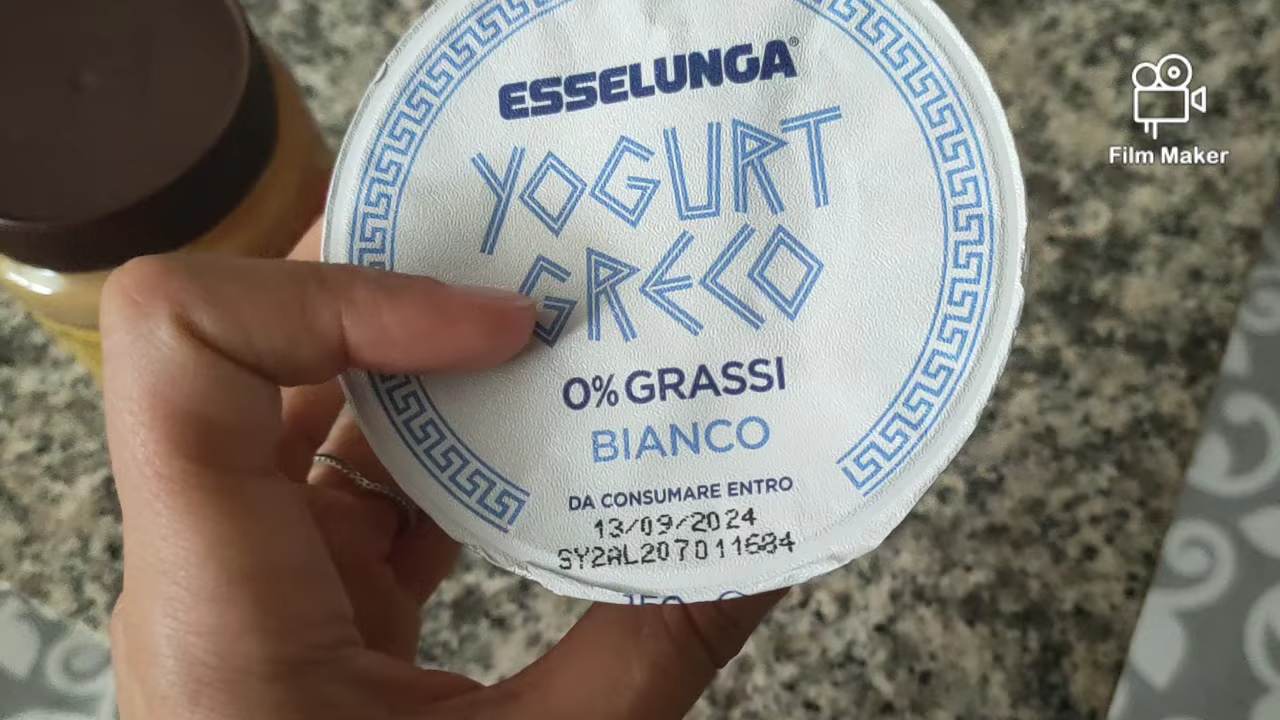 ESSELUNGA®
YOGURT
GRECO
0% GRASSI
BIANCO
DA CONSUMARE ENTRO
13/09/2024
SY2AL207011684
Film Maker